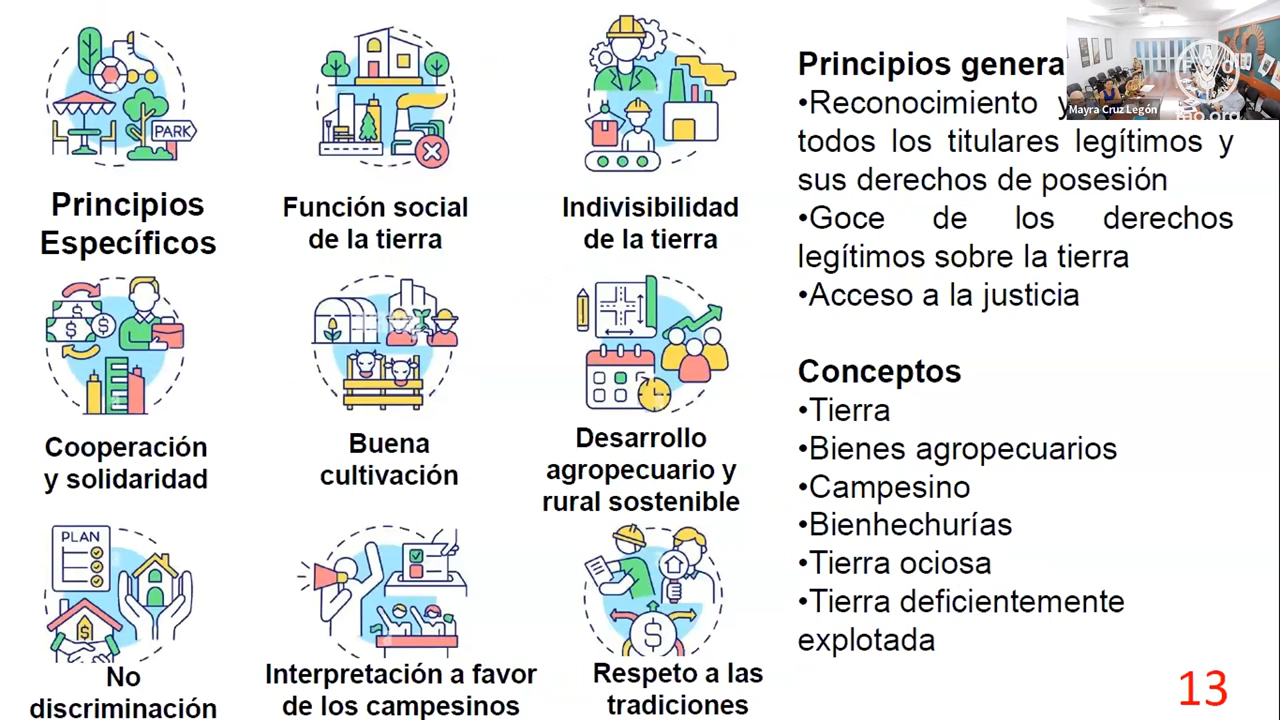 PARK
Principios
Específicos
Función social
de la tierra
Indivisibilidad
de la tierra
Cooperación
y solidaridad
Buena
cultivación
Desarrollo
agropecuario y
rural sostenible
PLAN
No
discriminación
Interpretación a favor
de los campesinos
Respeto a las
tradiciones
Principios genera
•Reconocimiento y
todos los titulares legítimos y
sus derechos de posesión
•Goce de los derechos
legítimos sobre la tierra
•Acceso a la justicia
Conceptos
•Tierra
•Bienes agropecuarios
•Campesino
•Bienhechurías
•Tierra ociosa
•Tierra deficientemente
explotada
13
Mayra Cruz Legón
fao.org